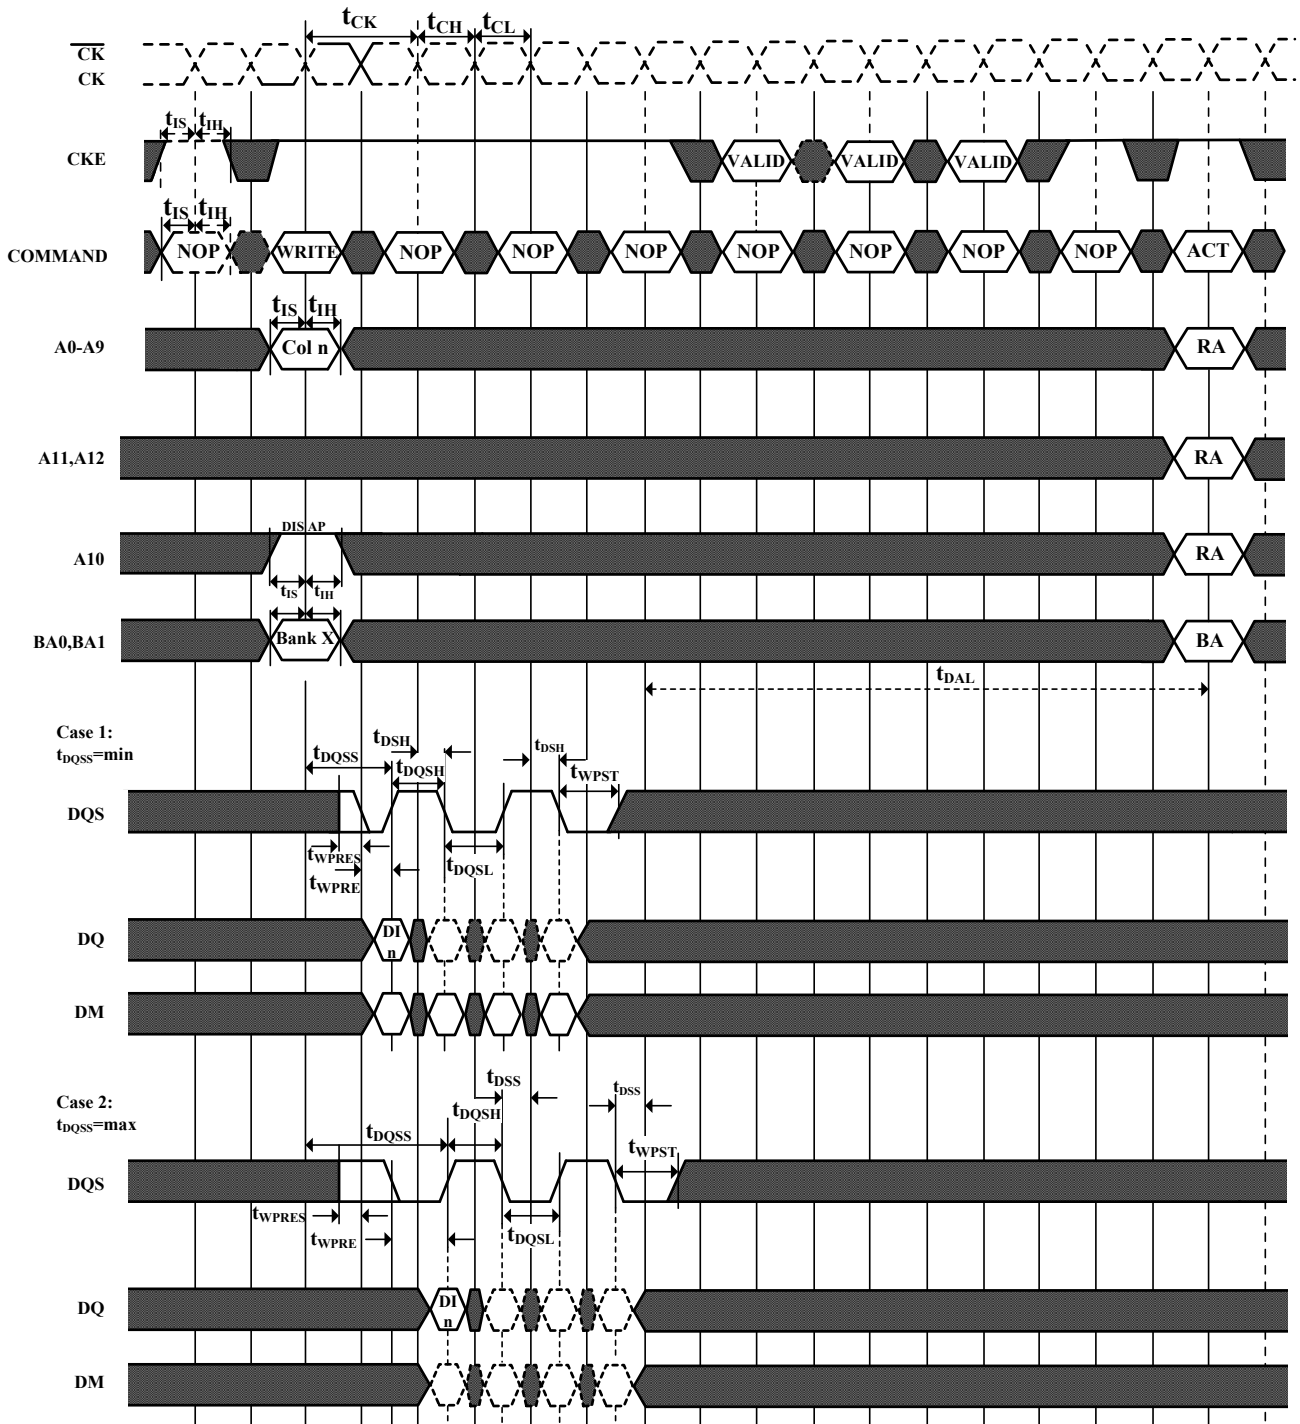 tCK tCH tCL
CK
CK
tIS tIH
CKE VALID VALID VALID
tIS tIH
COMMAND NOP WRITE NOP NOP NOP NOP NOP NOP NOP ACT
tIS tIH
A0-A9 Col n RA
A11,A12 RA
DIS AP
A10 RA
tIS tIH
BA0,BA1 Bank X BA
tDAL
Case 1:
tDQSS=min
tDSH tDSH
tDQSS tDQSH tWPST
DQS
tWPRES tDQSL
tWPRE
DQ DI
n
DM
tDSS tDSS
Case 2:
tDQSS=max
tDQSH
tDQSS tWPST
DQS
tWPRES
tWPRE tDQSL
DQ DI
n
DM